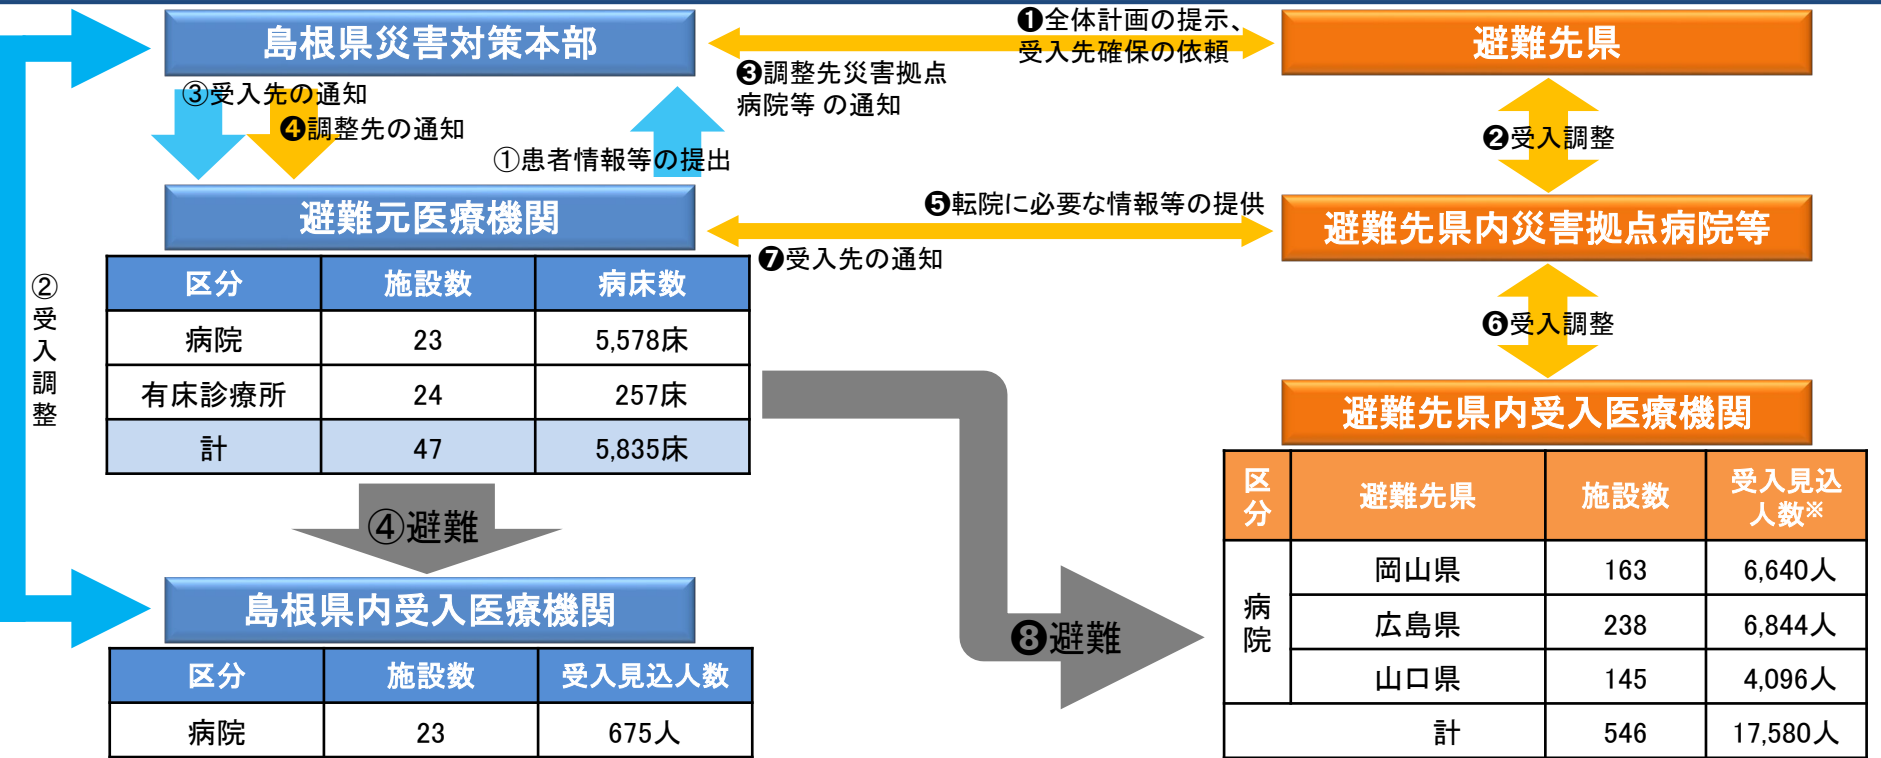 島根県災害対策本部
❶全体計画の提示、
受入先確保の依頼
避難先県
❸調整先災害拠点
病院等 の通知
③受入先の通知
❹調整先の通知
①患者情報等の提出
❷受入調整
避難元医療機関
❺転院に必要な情報等の提供
❼受入先の通知
避難先県内災害拠点病院等
②受入調整
区分 施設数 病床数
病院 23 5,578床
有床診療所 24 257床
計 47 5,835床
❻受入調整
避難先県内受入医療機関
④避難
❽避難
島根県内受入医療機関
区分 施設数 受入見込人数
病院 23 675人
区分 避難先県 施設数 受入見込人数※
病院 岡山県 163 6,640人
広島県 238 6,844人
山口県 145 4,096人
計 546 17,580人